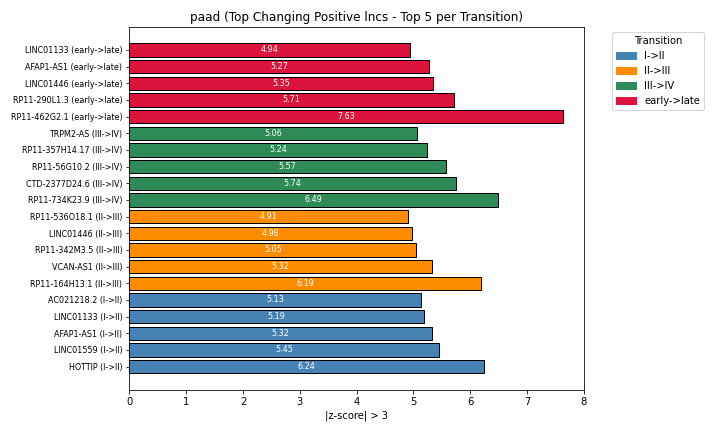 paad (Top Changing Positive lncs - Top 5 per Transition)
LINC01133 (early->late) 4.94
AFAP1-AS1 (early->late) 5.27
LINC01446 (early->late) 5.35
RP11-290L1.3 (early->late) 5.71
RP11-462G2.1 (early->late) 7.63
TRPM2-AS (III->IV) 5.06
RP11-357H14.17 (III->IV) 5.24
RP11-56G10.2 (III->IV) 5.57
CTD-2377D24.6 (III->IV) 5.74
RP11-734K23.9 (III->IV) 6.49
RP11-536O18.1 (II->III) 4.91
LINC01446 (II->III) 4.98
RP11-342M3.5 (II->III) 5.05
VCAN-AS1 (II->III) 5.32
RP11-164H13.1 (II->III) 6.19
AC021218.2 (I->II) 5.13
LINC01133 (I->II) 5.19
AFAP1-AS1 (I->II) 5.32
LINC01559 (I->II) 5.45
HOTTIP (I->II) 6.24
0 1 2 3 4 5 6 7 8
|z-score| > 3
Transition
I->II
II->III
III->IV
early->late